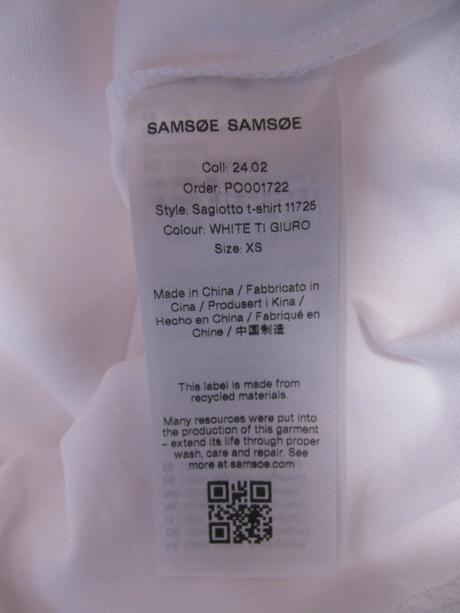 SAMSØE SAMSØE
Coll: 24.02
Order: PO001722
Style: Sagiotto t-shirt 11725
Colour: WHITE TI GIURO
Size: XS
Made in China / Fabbricato in
Cina / Produsert i Kina /
Hecho en China / Fabriqué en
Chine / 中国制造
This label is made from
recycled materials.
Many resources were put into
the production of this garment
– extend its life through proper
wash, care and repair. See
more at samsoe.com